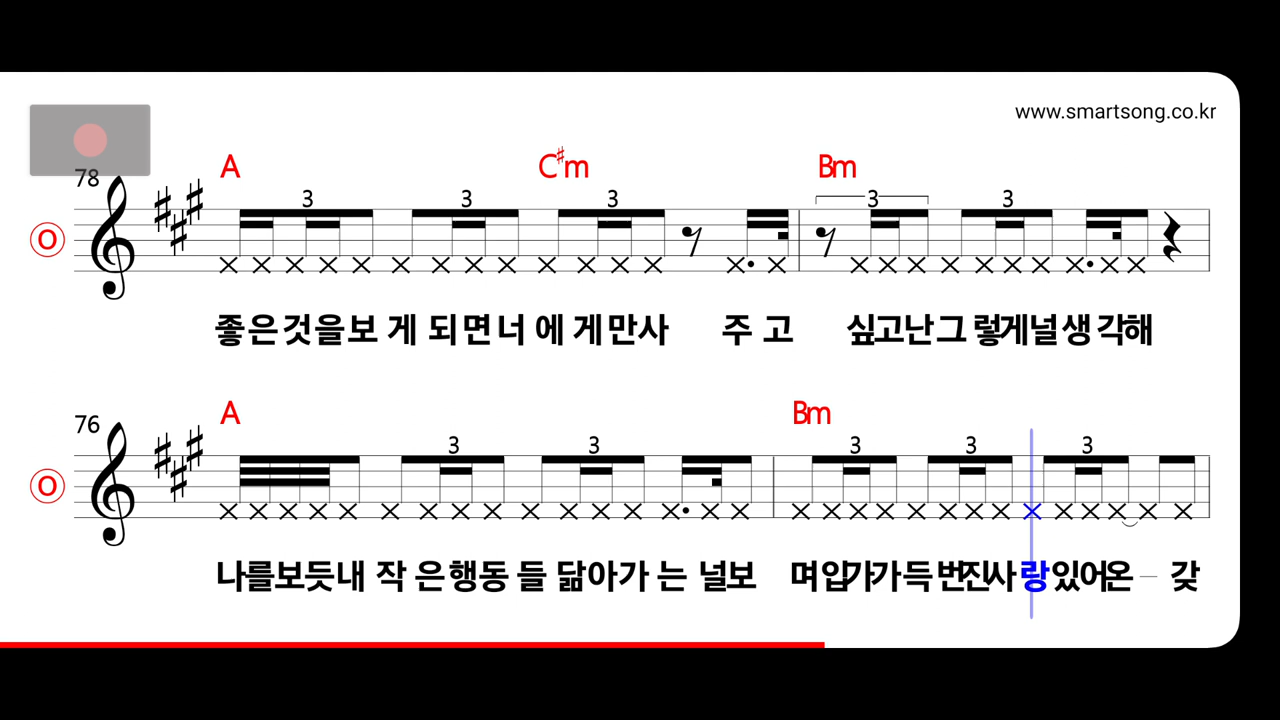 www.smartsong.co.kr
A C♯m Bm
78 3 3 3 3 3
O
좋은것을보 게 되면너 에 게만사 주 고 싶고난그 렇게널생 각해
A Bm
76 3 3 3 3 3
O
나를보듯내 작 은행동 들 닮아가 는 널보 며입가가득번진사랑있어온 – 갖